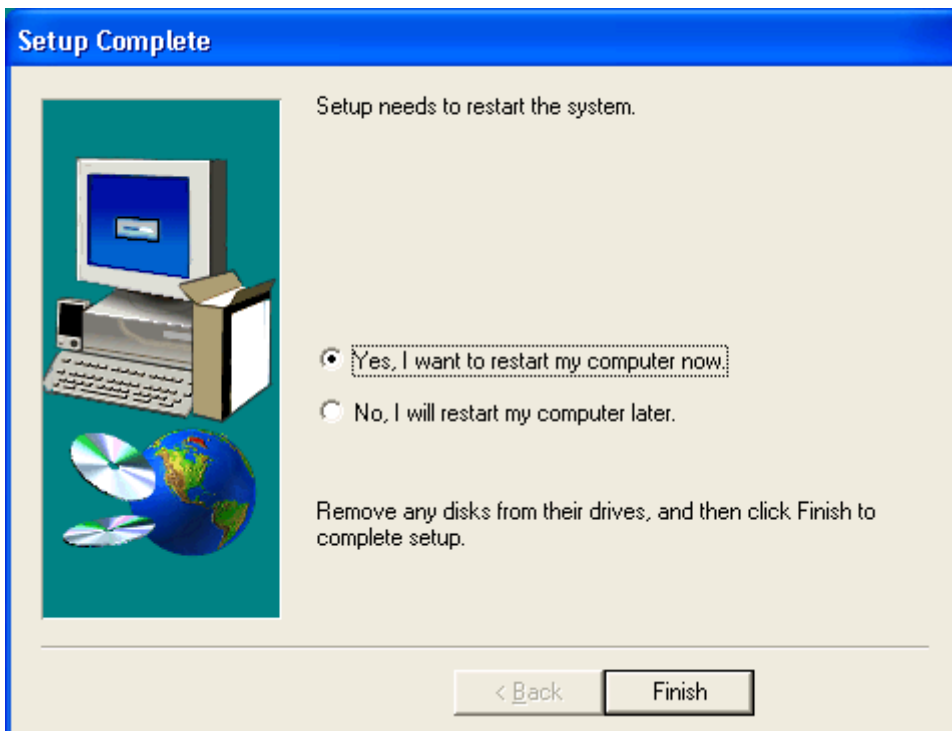 Setup Complete
Setup needs to restart the system.
Yes, I want to restart my computer now.
No, I will restart my computer later.
Remove any disks from their drives, and then click Finish to
complete setup.
< Back
Finish